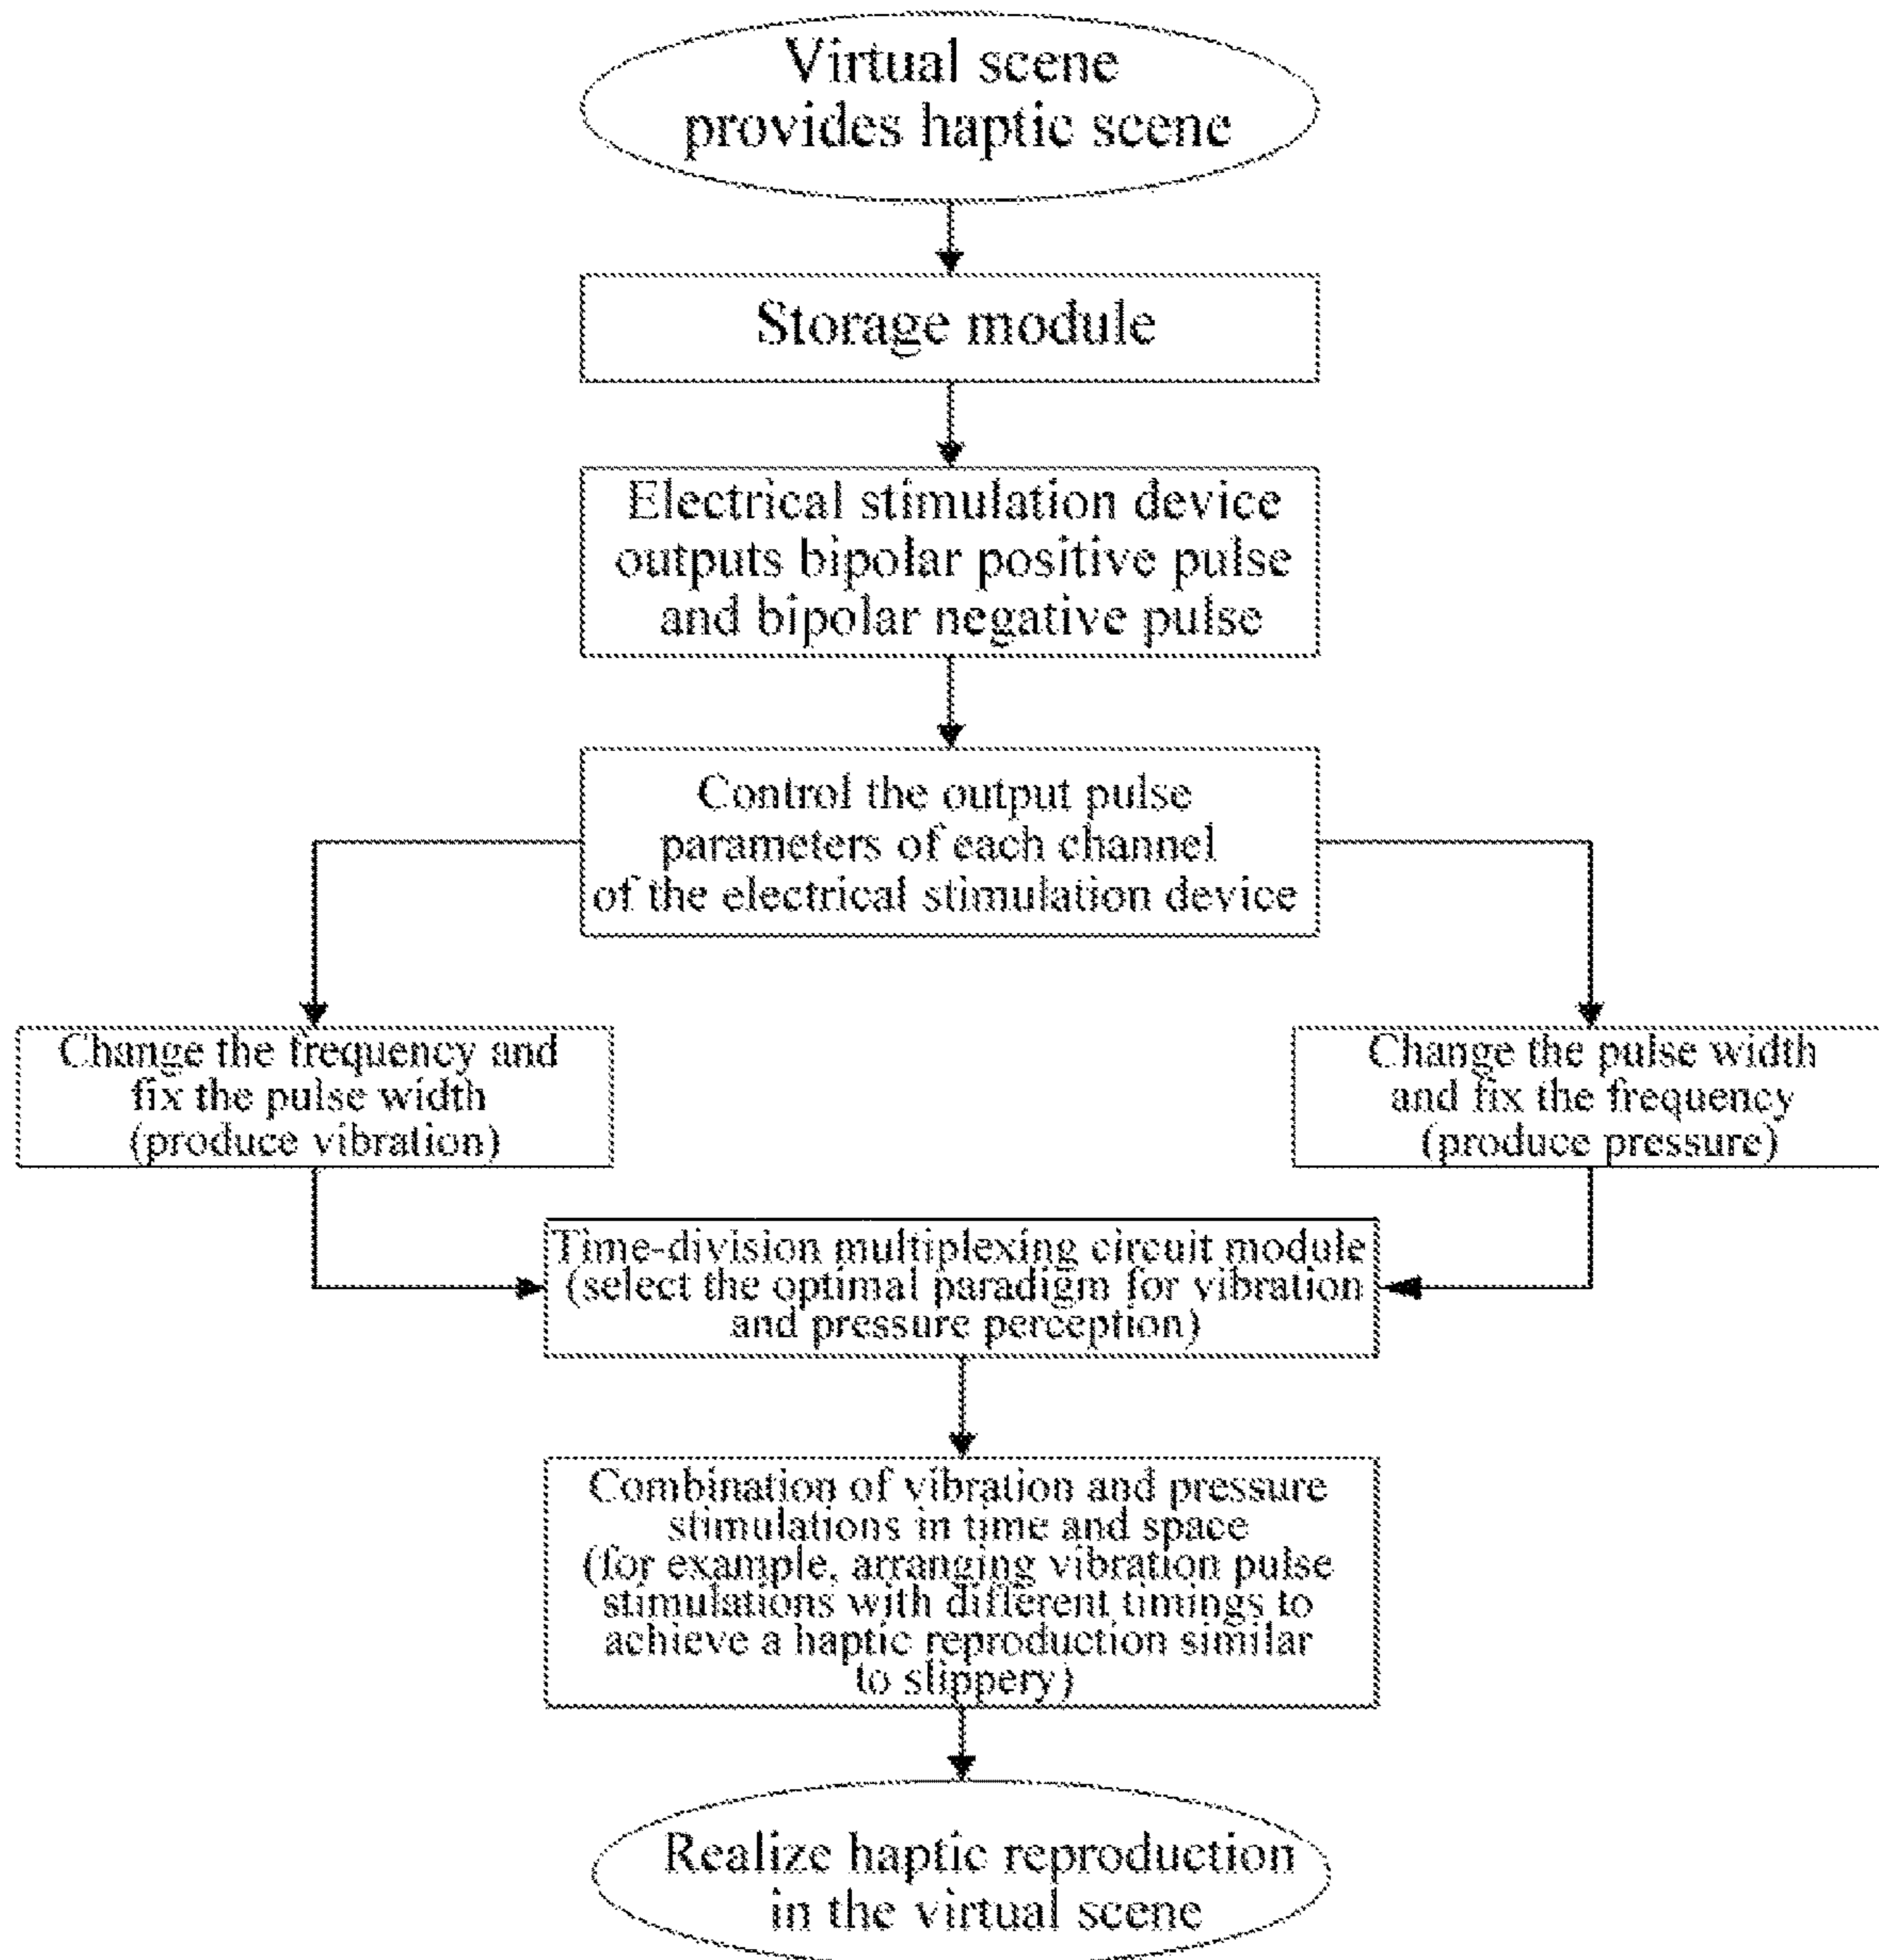 Virtual scene
provides haptic scene
Storage module
Electrical stimulation device
outputs bipolar positive pulse
and bipolar negative pulse
Control the output pulse
parameters of each channel
of the electrical stimulation device
Change the frequency and
fix the pulse width
(produce vibration)
Change the pulse width
and fix the frequency
(produce pressure)
Time-division multiplexing circuit module
(select the optimal paradigm for vibration
and pressure perception)
Combination of vibration and pressure
stimulations in time and space
(for example, arranging vibration pulse
stimulations with different timings to
achieve a haptic reproduction similar
to slippery)
Realize haptic reproduction
in the virtual scene